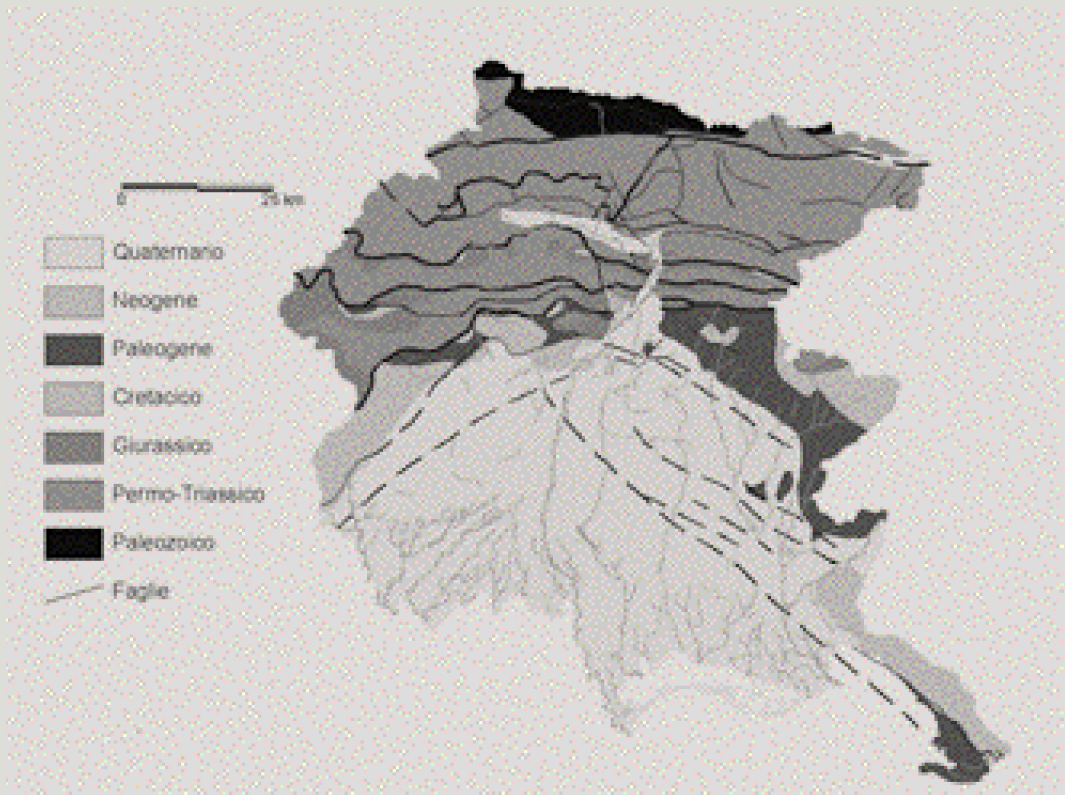 0 25 km
Quaternario
Neogene
Paleogene
Cretacico
Giurassico
Permo-Triassico
Paleozoico
Faglie